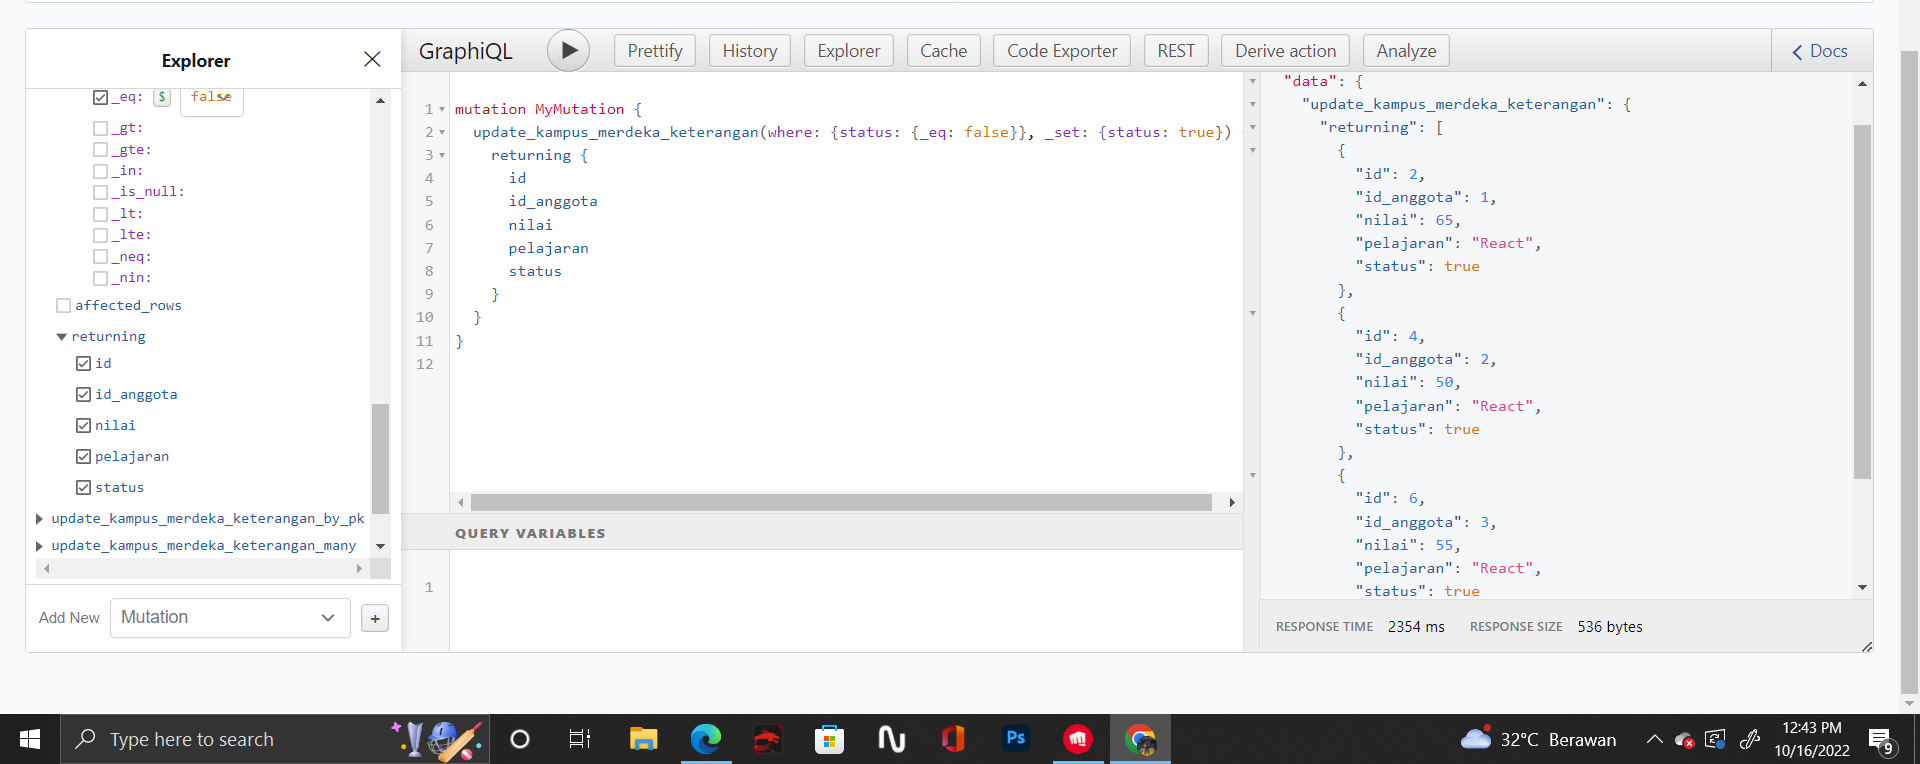 Explorer
_eq: $ false
_gt:
_gte:
_in:
_is_null:
_lt:
_lte:
_neq:
_nin:
affected_rows
returning
id
id_anggota
nilai
pelajaran
status
update_kampus_merdeka_keterangan_by_pk
update_kampus_merdeka_keterangan_many
Add New Mutation +
GraphiQL Prettify History Explorer Cache Code Exporter REST Derive action Analyze Docs
1 mutation MyMutation {
2 update_kampus_merdeka_keterangan(where: {status: {_eq: false}}, _set: {status: true})
3 returning {
4 id
5 id_anggota
6 nilai
7 pelajaran
8 status
9 }
10 }
11 }
12
QUERY VARIABLES
1
"data": {
"update_kampus_merdeka_keterangan": {
"returning": [
{
"id": 2,
"id_anggota": 1,
"nilai": 65,
"pelajaran": "React",
"status": true
},
{
"id": 4,
"id_anggota": 2,
"nilai": 50,
"pelajaran": "React",
"status": true
},
{
"id": 6,
"id_anggota": 3,
"nilai": 55,
"pelajaran": "React",
"status": true
RESPONSE TIME 2354 ms RESPONSE SIZE 536 bytes
Type here to search
Ps
32°C Berawan
12:43 PM
10/16/2022
9